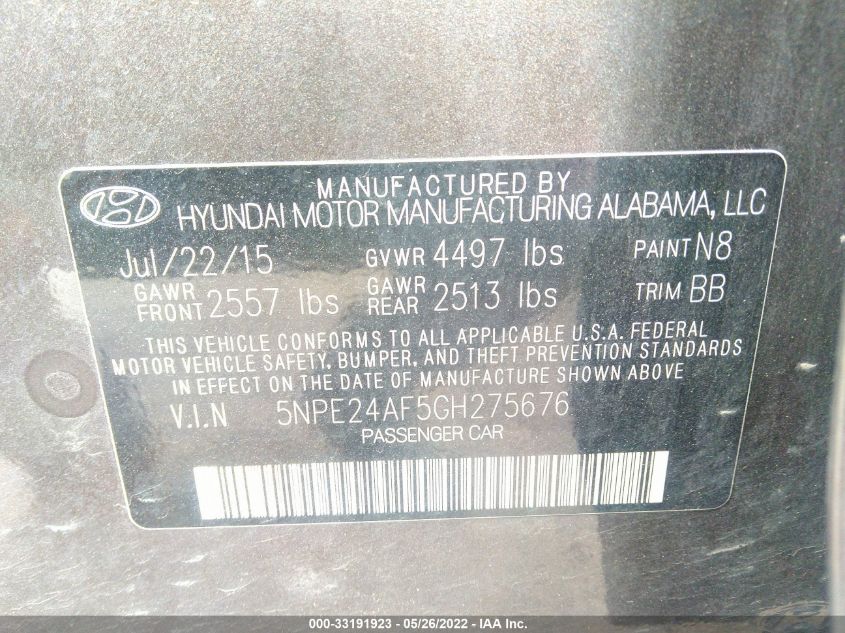 MANUFACTURED BY
HYUNDAI MOTOR MANUFACTURING ALABAMA, LLC
Jul/22/15 GVWR 4497 lbs PAINT N8
GAWR FRONT 2557 lbs GAWR REAR 2513 lbs TRIM BB
THIS VEHICLE CONFORMS TO ALL APPLICABLE U.S.A. FEDERAL
MOTOR VEHICLE SAFETY, BUMPER, AND THEFT PREVENTION STANDARDS
IN EFFECT ON THE DATE OF MANUFACTURE SHOWN ABOVE
V.I.N 5NPE24AF5GH275676
PASSENGER CAR
000-33191923 - 05/26/2022 - IAA Inc.